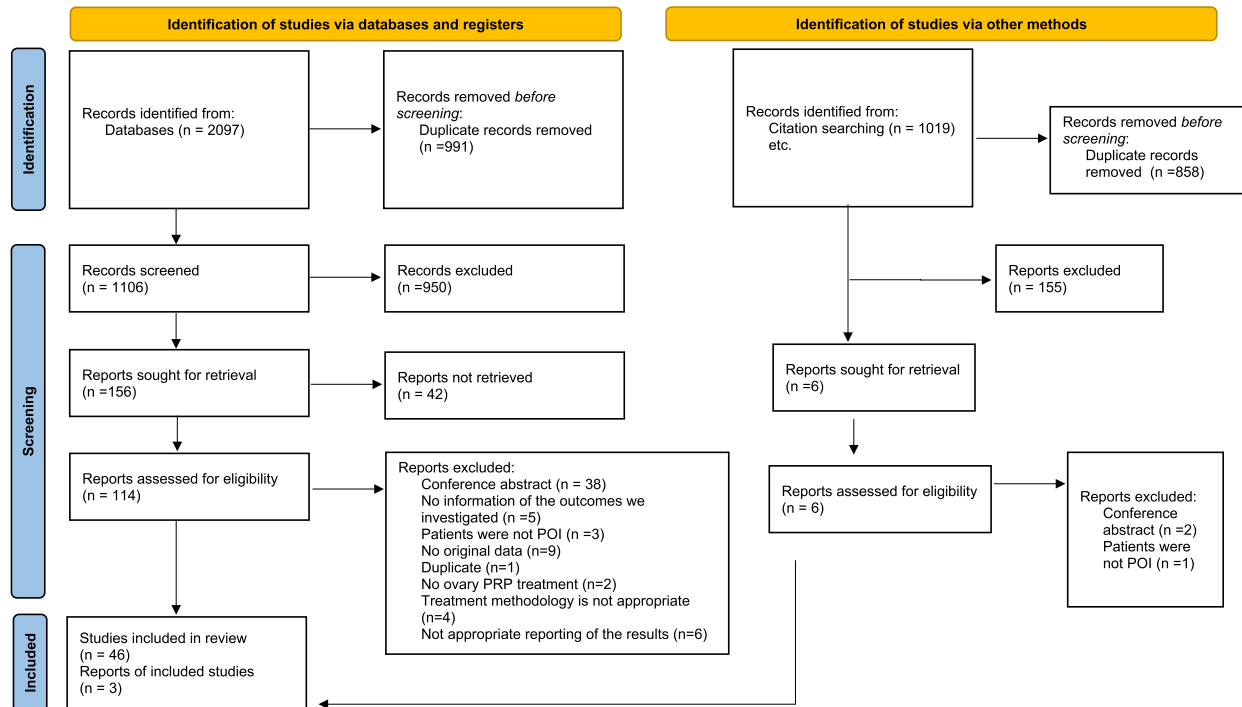 Identification of studies via databases and registers
Identification of studies via other methods
Identification
Records identified from:
Databases (n = 2097)
Records removed before
screening:
Duplicate records removed
(n =991)
Records identified from:
Citation searching (n = 1019)
etc.
Records removed before
screening:
Duplicate records
removed  (n =858)
Screening
Records screened
(n = 1106)
Records excluded
(n =950)
Reports excluded
(n = 155)
Reports sought for retrieval
(n =156)
Reports not retrieved
(n = 42)
Reports sought for retrieval
(n =6)
Reports assessed for eligibility
(n = 114)
Reports excluded:
Conference abstract (n = 38)
No information of the outcomes we
investigated (n =5)
Patients were not POI (n =3)
No original data (n=9)
Duplicate (n=1)
No ovary PRP treatment (n=2)
Treatment methodology is not appropriate
(n=4)
Not appropriate reporting of the results (n=6)
Reports assessed for eligibility
(n = 6)
Reports excluded:
Conference
abstract (n =2)
Patients were
not POI (n =1)
Included
Studies included in review
(n = 46)
Reports of included studies
(n = 3)